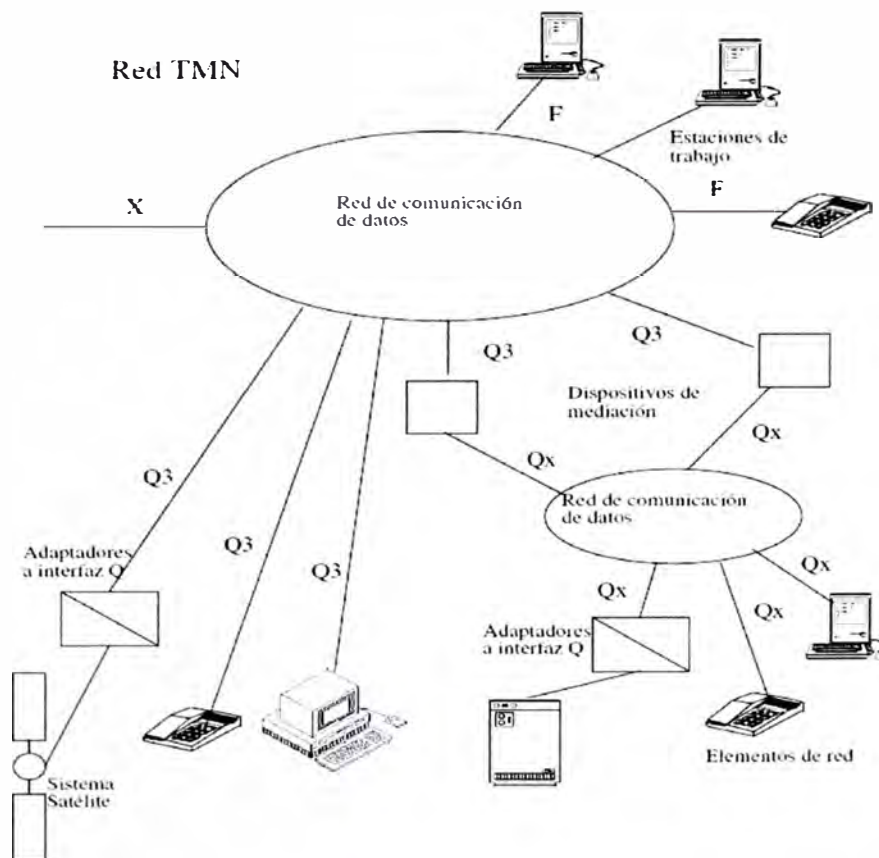 Red TMN
F
Estaciones de
trabajo
F
X
Red de comunicación
de datos
Q3
Q3
Dispositivos de
mediación
Qx
Qx
Q3
Red de comunicación
de datos
Adaptadores
a interfaz Q
Q3
Q3
Qx
Qx
Qx
Adaptadores
a interfaz Q
Elementos de red
Sistema
Satélite